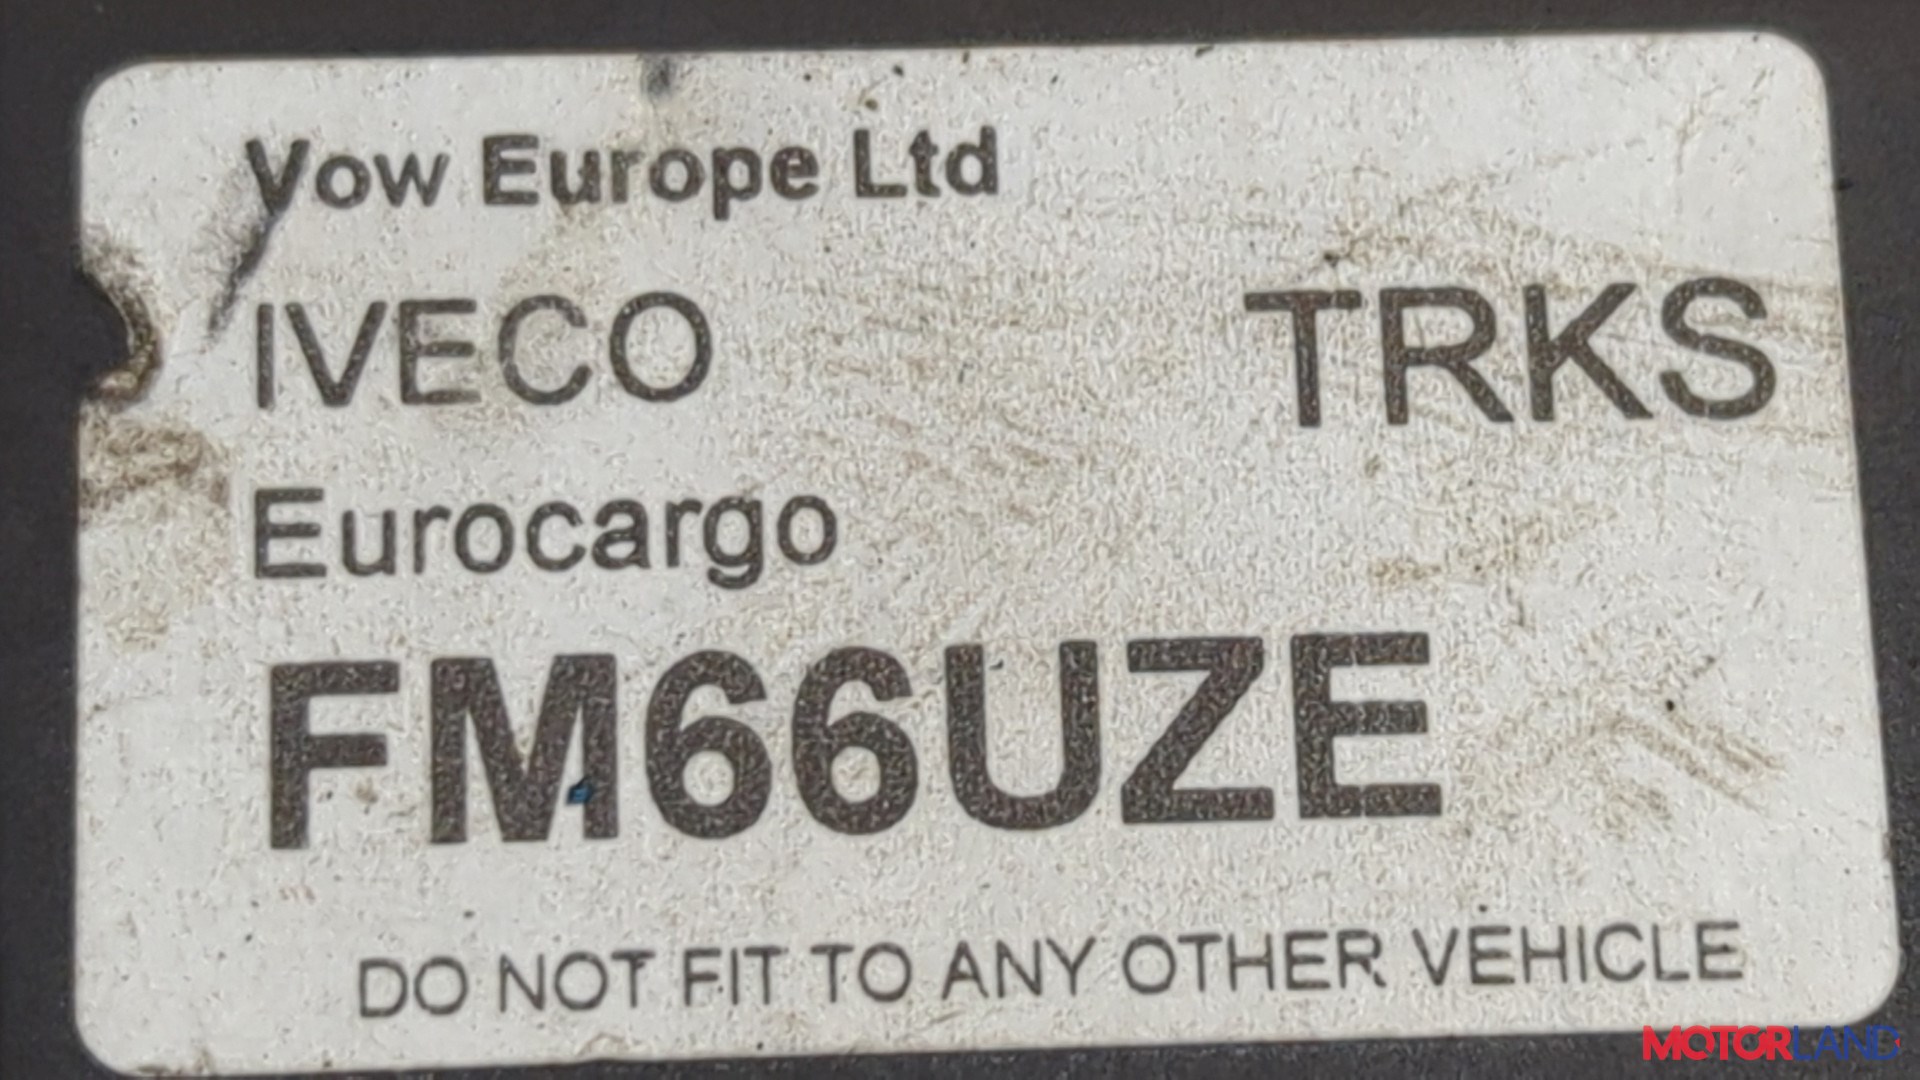 Vow Europe Ltd
IVECO TRKS
Eurocargo
FM66UZE
DO NOT FIT TO ANY OTHER VEHICLE
MOTORLAND